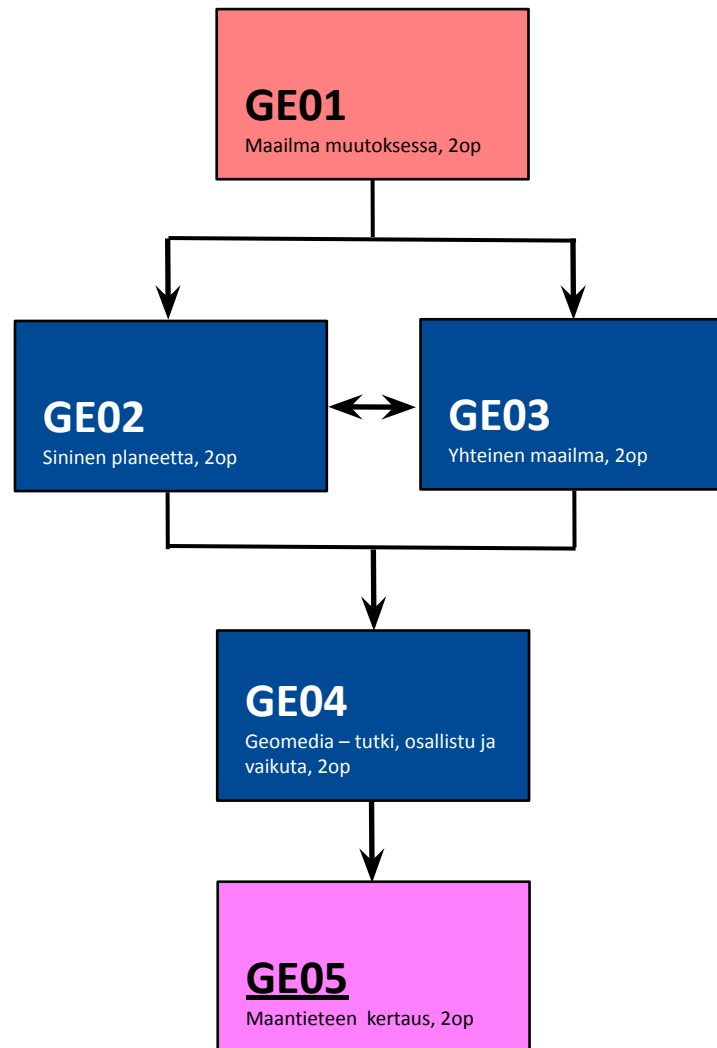 GE01
Maailma muutoksessa, 2op
GE02
Sininen planeetta, 2op
GE03
Yhteinen maailma, 2op
GE04
Geomedia – tutki, osallistu ja
vaikuta, 2op
GE05
Maantieteen kertaus, 2op